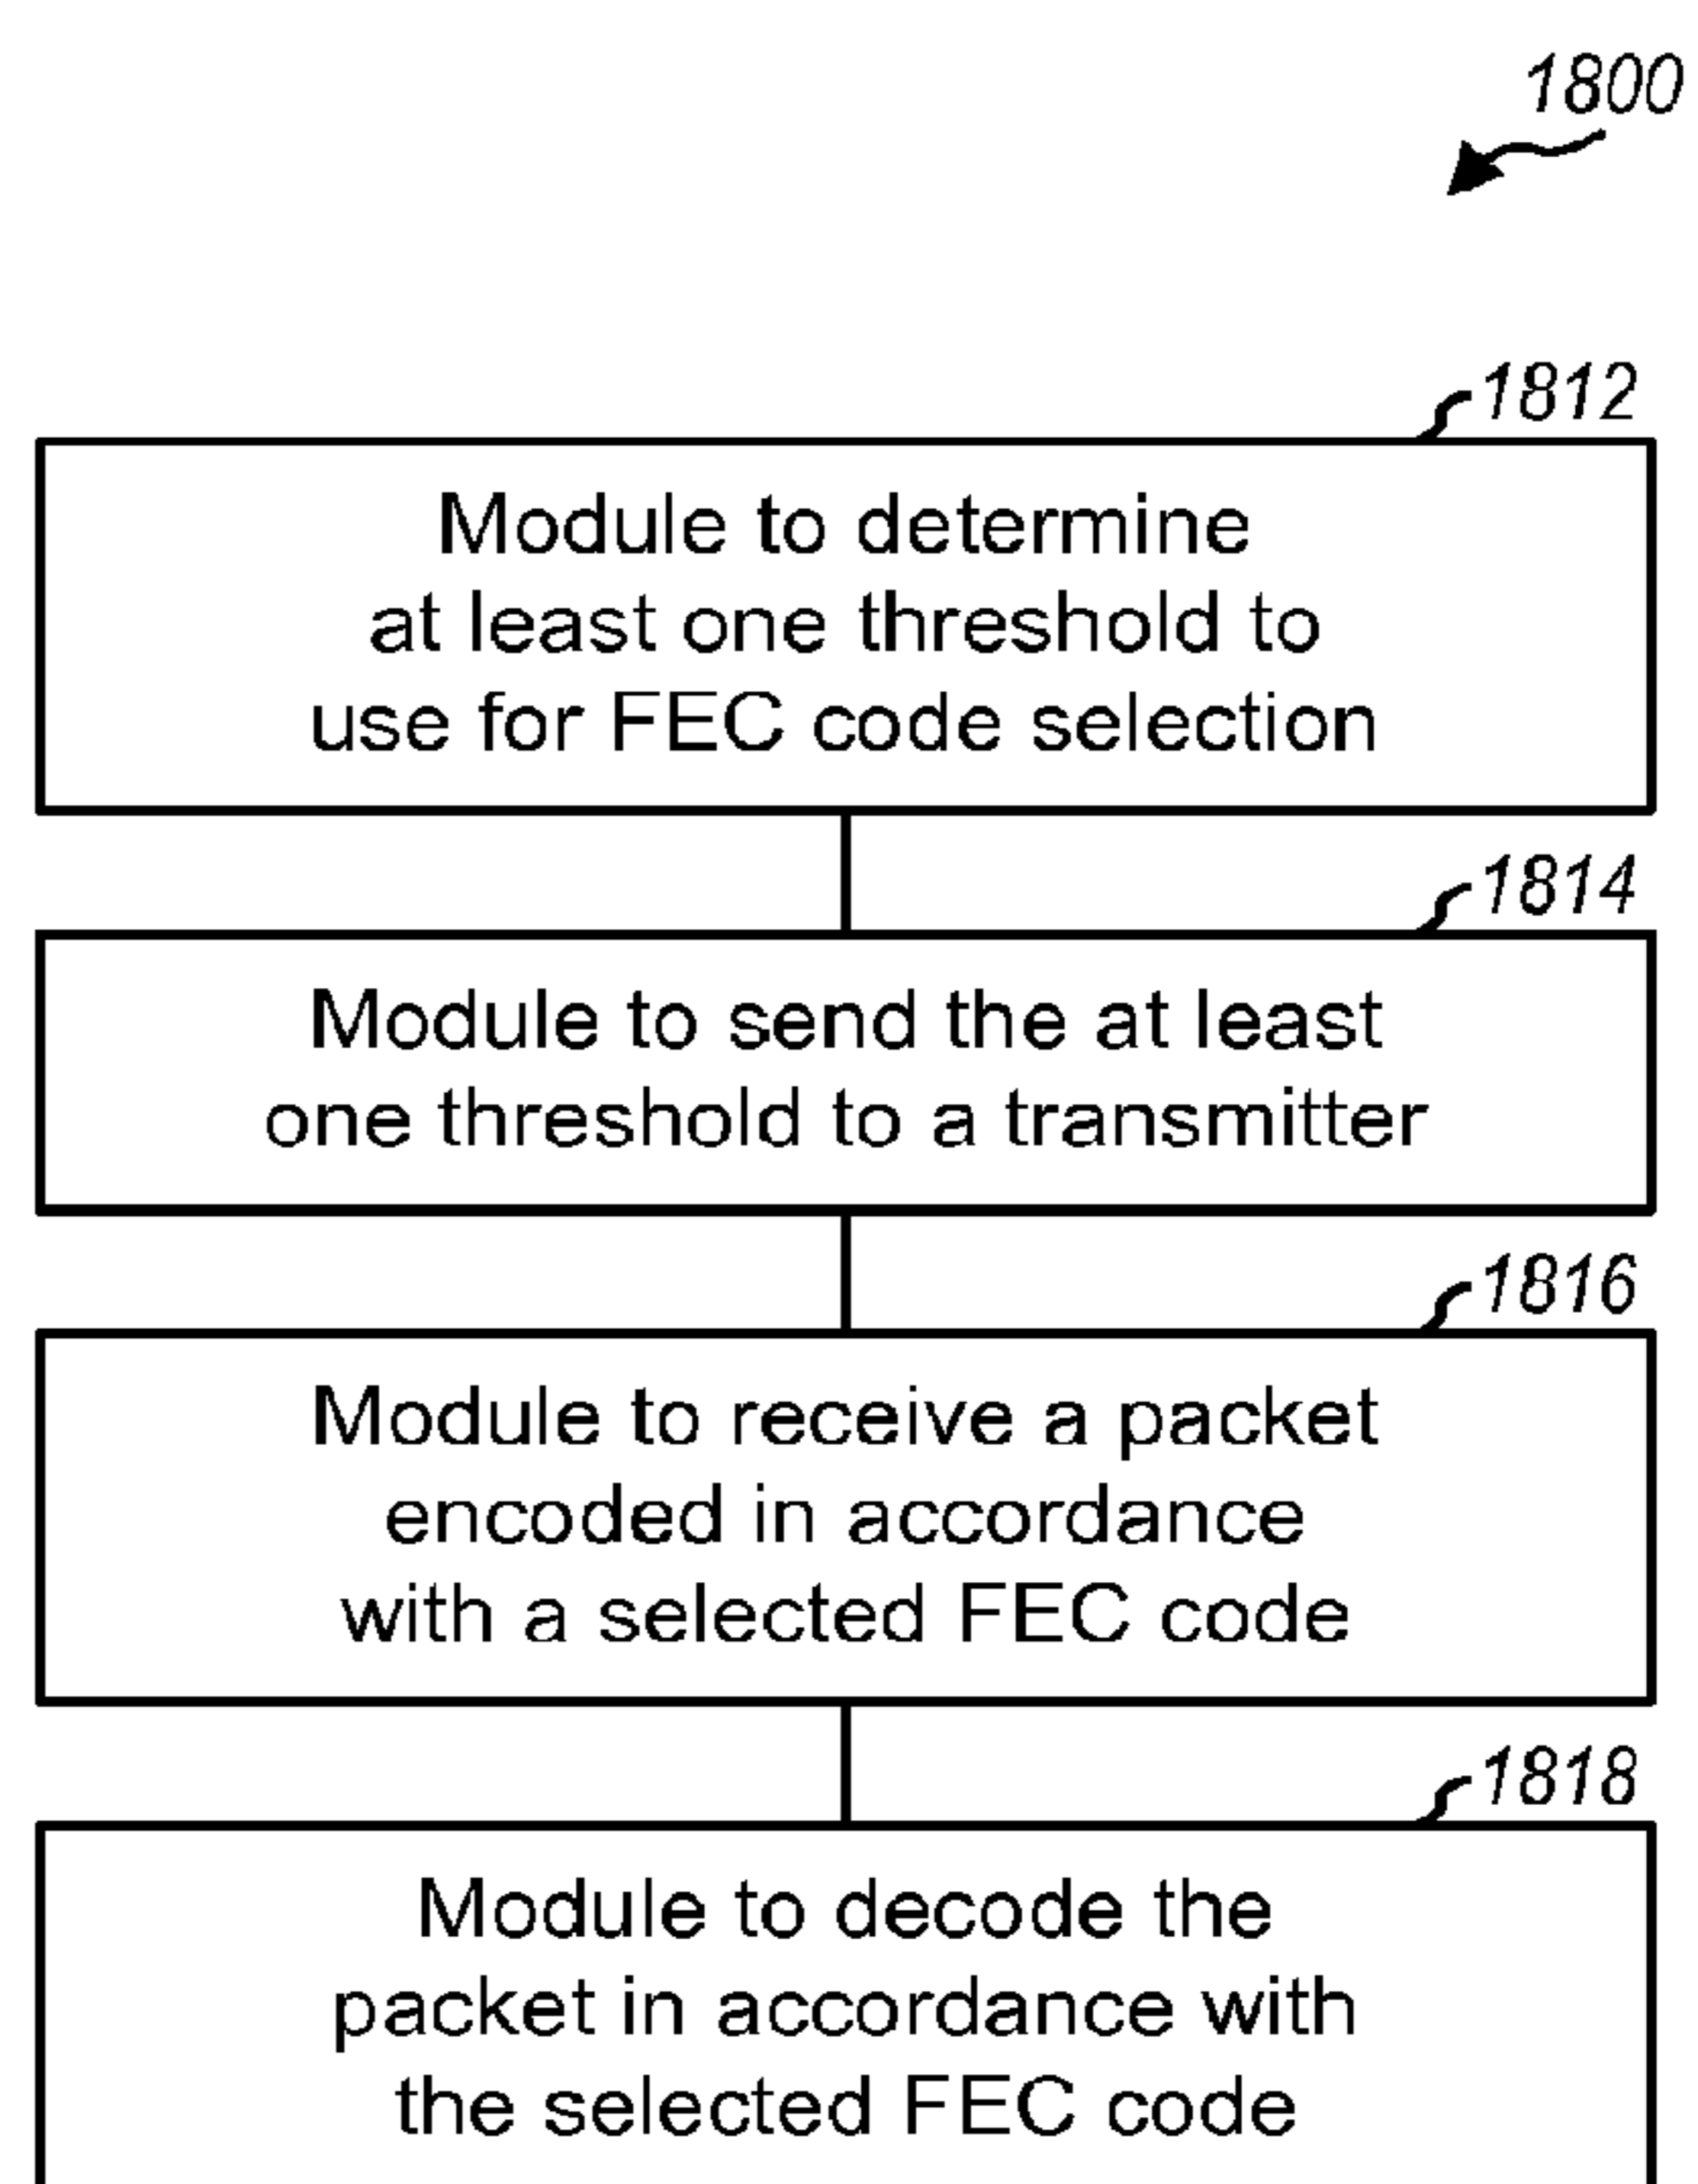 1800
1812
Module to determine
at least one threshold to
use for FEC code selection
1814
Module to send the at least
one threshold to a transmitter
1816
Module to receive a packet
encoded in accordance
with a selected FEC code
1818
Module to decode the
packet in accordance with
the selected FEC code